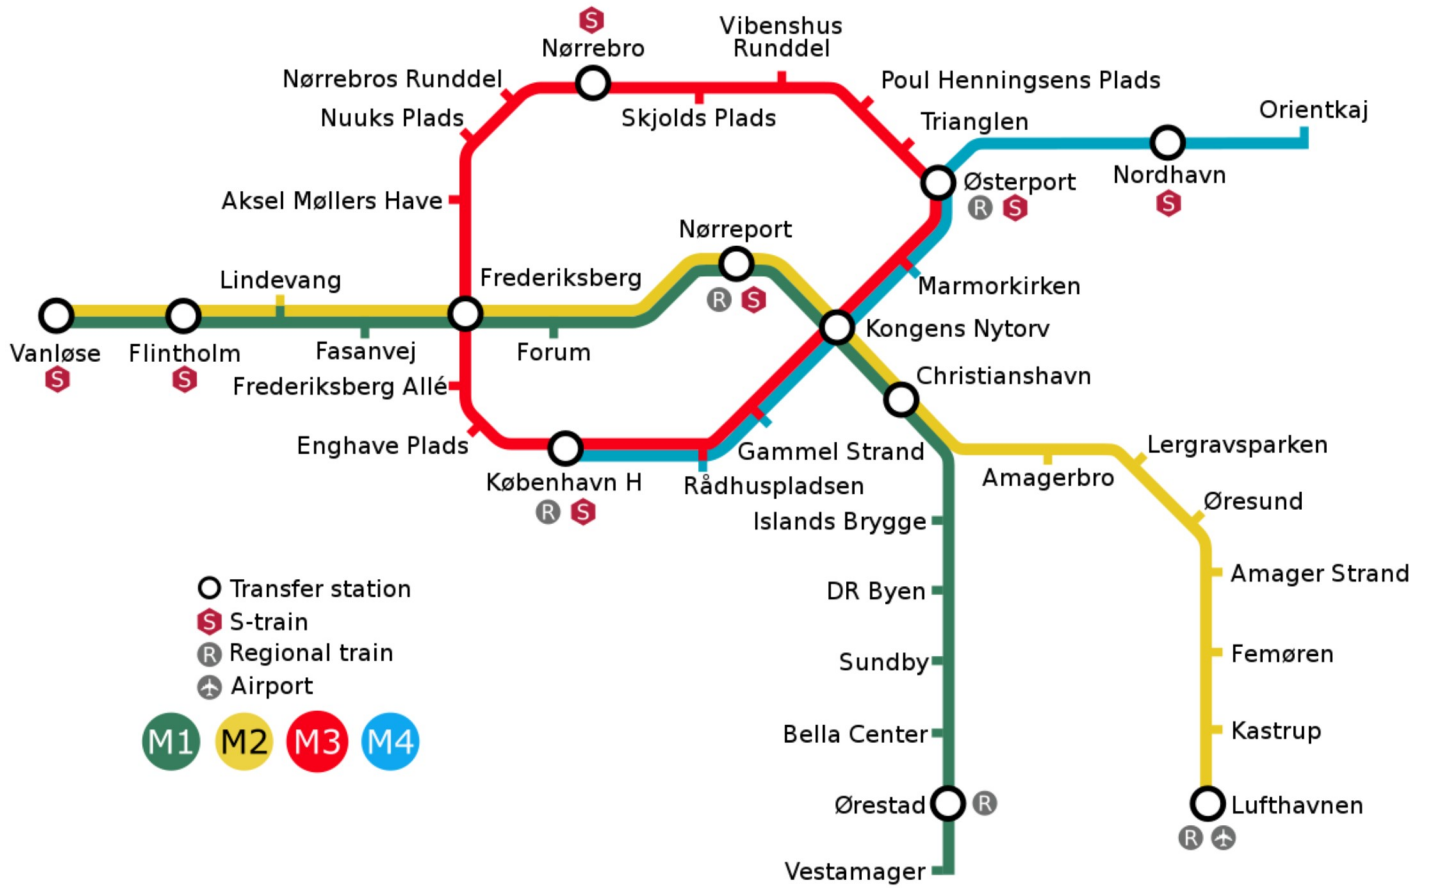 S
Nørrebro
Vibenshus
Runddel
Nørrebros Runddel
Poul Henningsens Plads
Nuuks Plads
Skjolds Plads
Trianglen
Orientkaj
Nordhavn
S
Østerport
R S
Aksel Møllers Have
Nørreport
R S
Lindevang
Frederiksberg
Marmorkirken
Kongens Nytorv
Vanløse
S
Flintholm
S
Fasanvej
Forum
Christianshavn
Frederiksberg Allé
Enghave Plads
København H
R S
Rådhuspladsen
Gammel Strand
Amagerbro
Lergravsparken
Øresund
Islands Brygge
Amager Strand
DR Byen
Femøren
Sundby
Kastrup
Bella Center
Ørestad R
Lufthavnen
R
Vestamager
Transfer station
S S-train
R Regional train
Airport
M1 M2 M3 M4